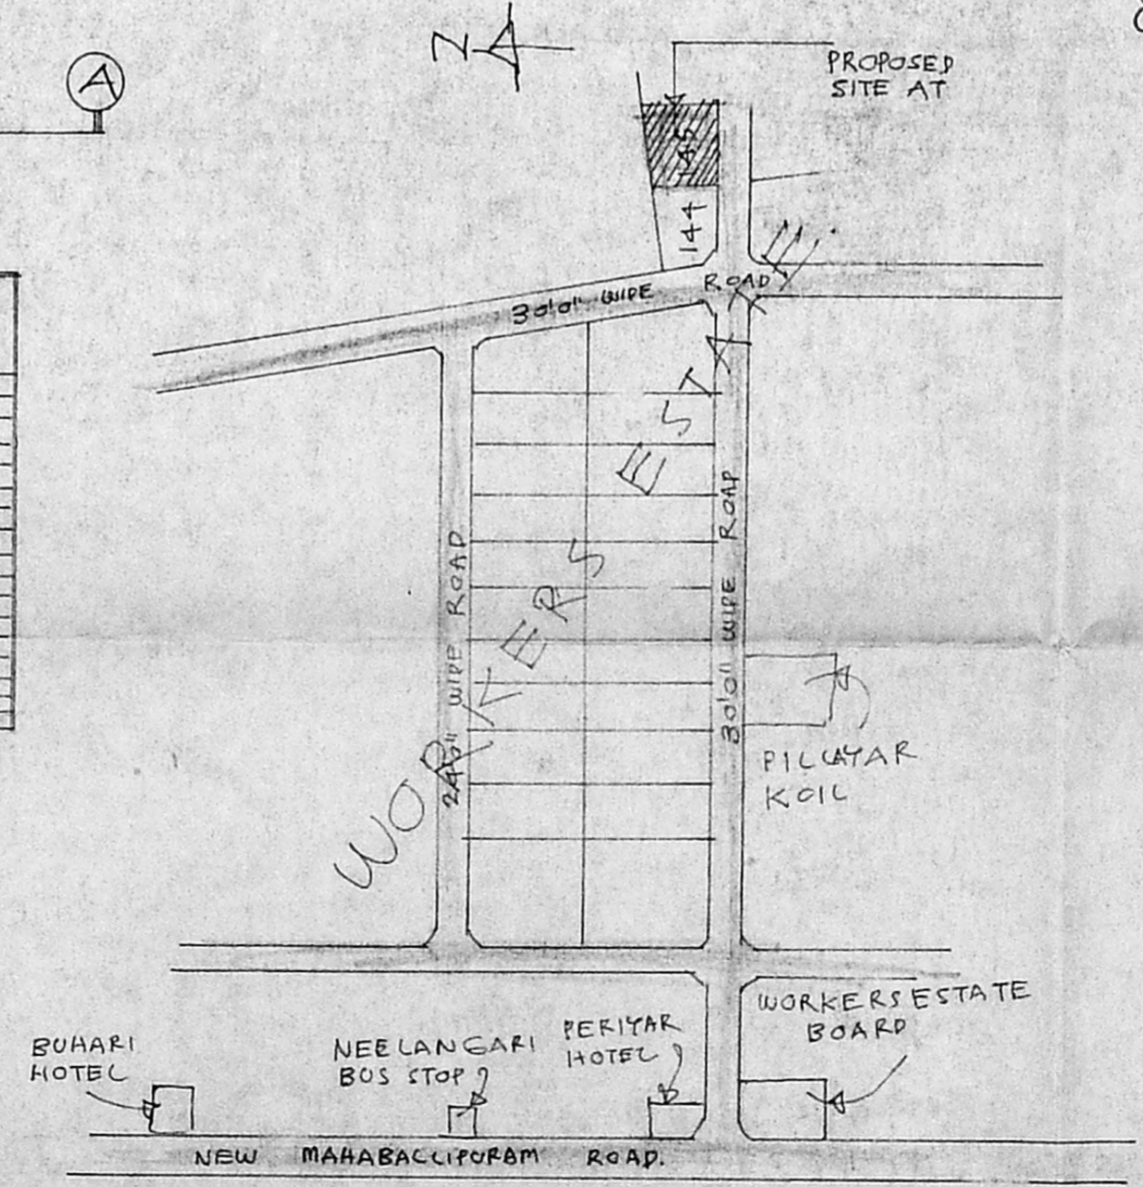 N
A
PROPOSED
SITE AT
145
144
30'0" WIDE ROAD
WORKERS ESTATE.
24'0" WIDE ROAD
30'0" WIDE ROAD
PILLAYAR
KOIL
WORKERS ESTATE
BOARD
BUHARI
HOTEL
NEELANGARI
BUS STOP
PERIYAR
HOTEL
NEW MAHABALLIPURAM ROAD.